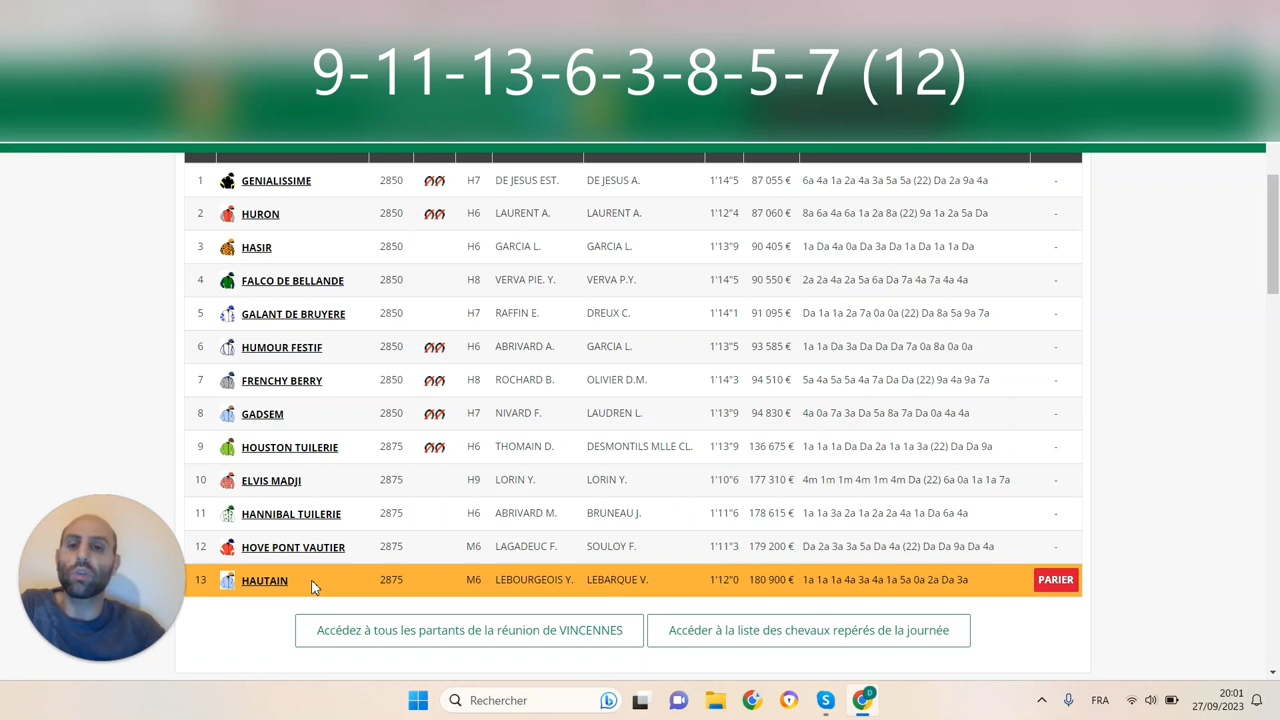 9-11-13-6-3-8-5-7 (12)
1 GENIALISSIME 2850 H7 DE JESUS EST. DE JESUS A. 1'14"5 87 055 € 6a 4a 1a 2a 4a 3a 5a 5a (22) Da 2a 9a 4a -
2 HURON 2850 H6 LAURENT A. LAURENT A. 1'12"4 87 060 € 8a 6a 4a 6a 1a 2a 8a (22) 9a 1a 2a 5a Da -
3 HASIR 2850 H6 GARCIA L. GARCIA L. 1'13"9 90 405 € 1a Da 4a 0a Da 3a Da 1a Da 1a 1a Da -
4 FALCO DE BELLANDE 2850 H8 VERVA PIE. Y. VERVA P.Y. 1'14"5 90 550 € 2a 2a 4a 2a 5a 6a Da 7a 4a 7a 4a 4a -
5 GALANT DE BRUYERE 2850 H7 RAFFIN E. DREUX C. 1'14"1 91 095 € Da 1a 1a 2a 7a 0a 0a (22) Da 8a 5a 9a 7a -
6 HUMOUR FESTIF 2850 H6 ABRIVARD A. GARCIA L. 1'13"5 93 585 € 1a 1a Da 3a Da Da Da 7a 0a 8a 0a 0a -
7 FRENCHY BERRY 2850 H8 ROCHARD B. OLIVIER D.M. 1'14"3 94 510 € 5a 4a 5a 5a 4a 7a Da Da (22) 9a 4a 9a 7a -
8 GADSEM 2850 H7 NIVARD F. LAUDREN L. 1'13"9 94 830 € 4a 0a 7a 3a Da 5a 8a 7a Da 0a 4a 4a -
9 HOUSTON TUILERIE 2875 H6 THOMAIN D. DESMONTILS MLLE CL. 1'13"9 136 675 € 1a 1a 1a Da Da 2a 1a 1a 3a (22) Da Da 9a -
10 ELVIS MADJI 2875 H9 LORIN Y. LORIN Y. 1'10"6 177 310 € 4m 1m 1m 4m 1m 4m Da (22) 6a 0a 1a 1a 7a -
11 HANNIBAL TUILERIE 2875 H6 ABRIVARD M. BRUNEAU J. 1'11"6 178 615 € 1a 1a 3a 2a 1a 2a 2a 4a 1a Da 6a 4a -
12 HOVE PONT VAUTIER 2875 M6 LAGADEUC F. SOULOY F. 1'11"3 179 200 € Da 2a 3a 3a 5a Da 4a (22) Da Da 9a Da 4a -
13 HAUTAIN 2875 M6 LEBOURGEOIS Y. LEBARQUE V. 1'12"0 180 900 € 1a 1a 1a 4a 3a 4a 1a 5a 0a 2a Da 3a PARIER
Accédez à tous les partants de la réunion de VINCENNES Accéder à la liste des chevaux repérés de la journée
Rechercher FRA 20:01
27/09/2023